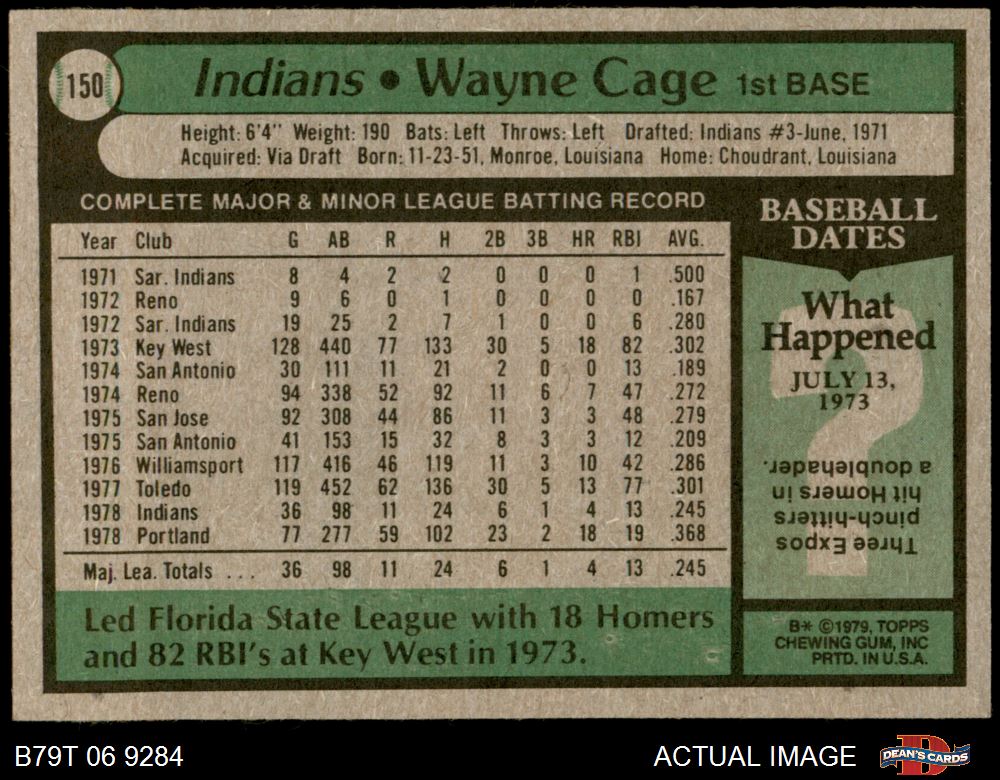 150
Indians • Wayne Cage 1st BASE
Height: 6'4" Weight: 190 Bats: Left Throws: Left Drafted: Indians #3-June, 1971
Acquired: Via Draft Born: 11-23-51, Monroe, Louisiana Home: Choudrant, Louisiana
COMPLETE MAJOR & MINOR LEAGUE BATTING RECORD
Year Club G AB R H 2B 3B HR RBI AVG.
1971 Sar. Indians 8 4 2 2 0 0 0 1 .500
1972 Reno 9 6 0 1 0 0 0 0 .167
1972 Sar. Indians 19 25 2 7 1 0 0 6 .280
1973 Key West 128 440 77 133 30 5 18 82 .302
1974 San Antonio 30 111 11 21 2 0 0 13 .189
1974 Reno 94 338 52 92 11 6 7 47 .272
1975 San Jose 92 308 44 86 11 3 3 48 .279
1975 San Antonio 41 153 15 32 8 3 3 12 .209
1976 Williamsport 117 416 46 119 11 3 10 42 .286
1977 Toledo 119 452 62 136 30 5 13 77 .301
1978 Indians 36 98 11 24 6 1 4 13 .245
1978 Portland 77 277 59 102 23 2 18 19 .368
Maj. Lea. Totals ... 36 98 11 24 6 1 4 13 .245
Led Florida State League with 18 Homers
and 82 RBI's at Key West in 1973.
BASEBALL
DATES
What
Happened
JULY 13,
1973
?
Three Expos
pinch-hitters
hit Homers in
a doubleheader.
B* ©1979, TOPPS
CHEWING GUM, INC
PRTD. IN U.S.A.
B79T 06 9284
ACTUAL IMAGE
D
DEAN'S CARDS